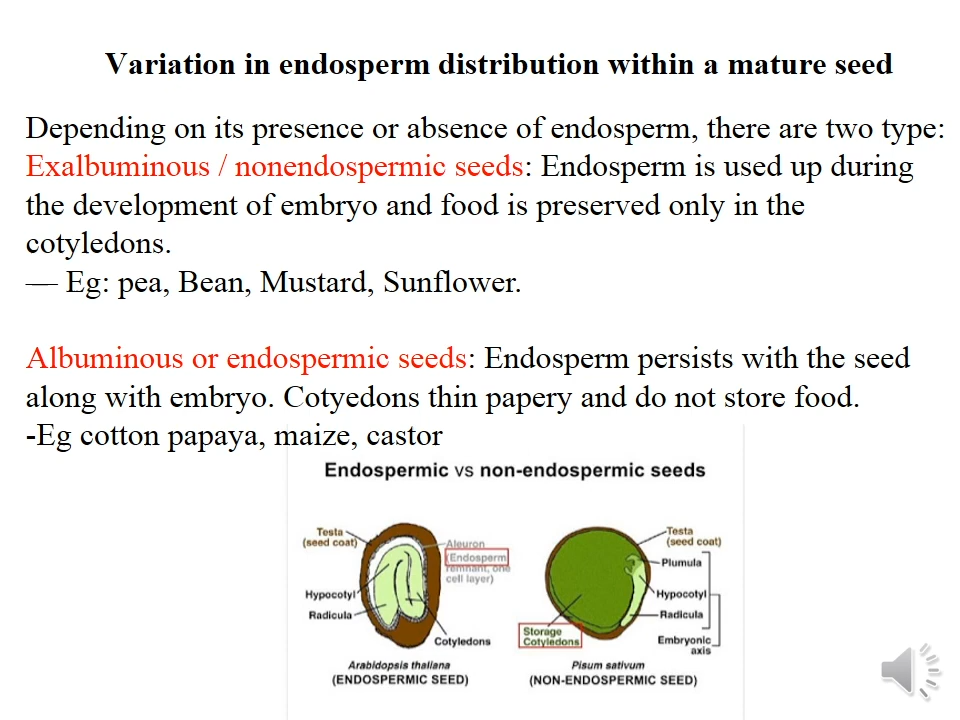 Variation in endosperm distribution within a mature seed
Depending on its presence or absence of endosperm, there are two type:
Exalbuminous / nonendospermic seeds: Endosperm is used up during
the development of embryo and food is preserved only in the
cotyledons.
— Eg: pea, Bean, Mustard, Sunflower.
Albuminous or endospermic seeds: Endosperm persists with the seed
along with embryo. Cotyedons thin papery and do not store food.
-Eg cotton papaya, maize, castor
Endospermic vs non-endospermic seeds
Testa
(seed coat)
Aleuron
(Endosperm
remnant, one
cell layer)
Hypocotyl
Radicula
Cotyledons
Arabidopsis thaliana
(ENDOSPERMIC SEED)
Testa
(seed coat)
Plumula
Hypocotyl
Radicula
Storage
Cotyledons
Embryonic
axis
Pisum sativum
(NON-ENDOSPERMIC SEED)